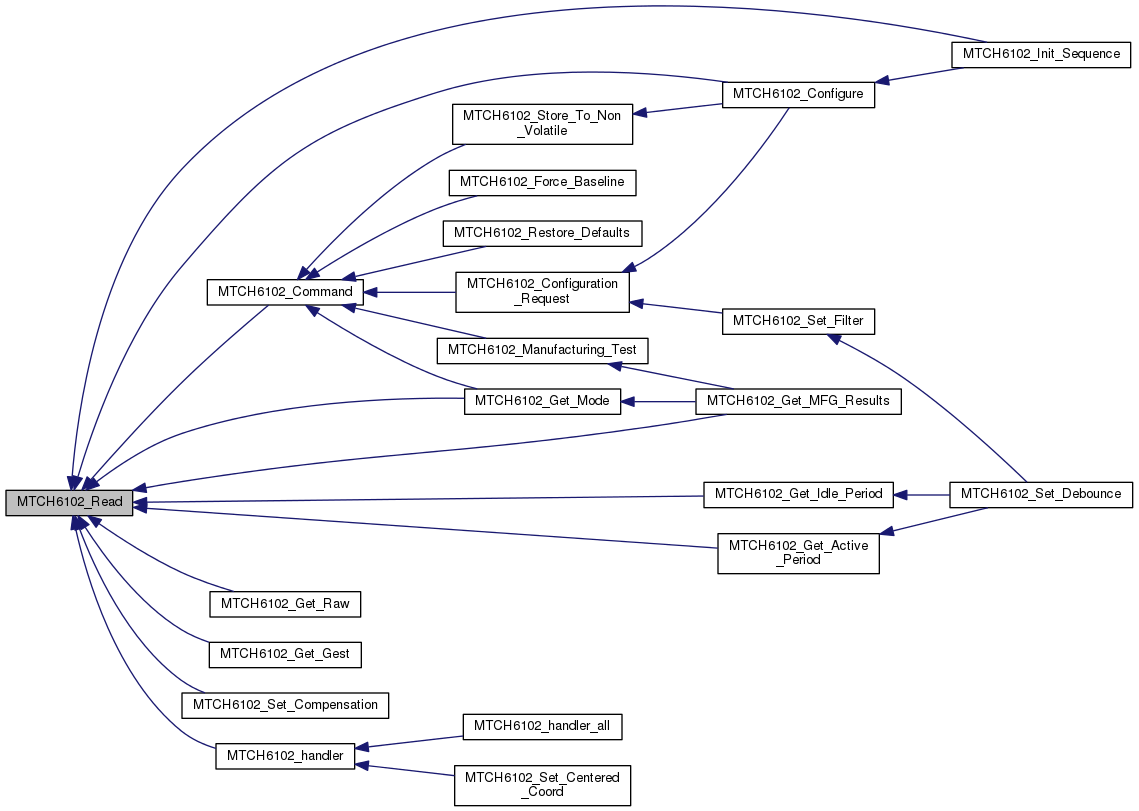 MTCH6102_Init_Sequence
MTCH6102_Configure
MTCH6102_Store_To_Non
_Volatile
MTCH6102_Force_Baseline
MTCH6102_Restore_Defaults
MTCH6102_Command
MTCH6102_Configuration
_Request
MTCH6102_Set_Filter
MTCH6102_Manufacturing_Test
MTCH6102_Get_Mode
MTCH6102_Get_MFG_Results
MTCH6102_Read
MTCH6102_Get_Idle_Period
MTCH6102_Set_Debounce
MTCH6102_Get_Active
_Period
MTCH6102_Get_Raw
MTCH6102_Get_Gest
MTCH6102_Set_Compensation
MTCH6102_handler_all
MTCH6102_handler
MTCH6102_Set_Centered
_Coord